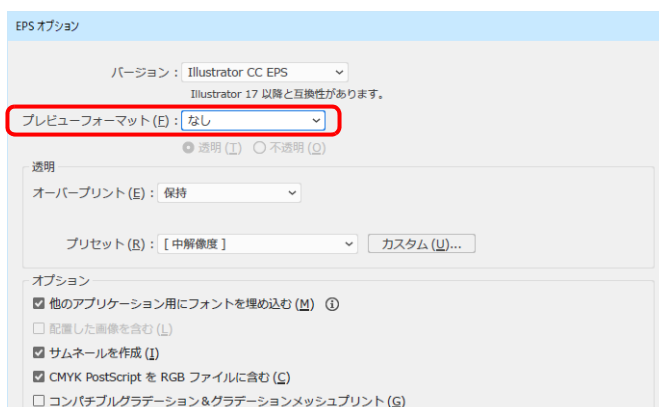 EPS オプション
バージョン： Illustrator CC EPS
Illustrator 17 以降と互換性があります。
プレビューフォーマット(F)： なし
透明(T) 不透明(O)
透明
オーバープリント(E)： 保持
プリセット(R)： [ 中解像度 ] カスタム(U)...
オプション
他のアプリケーション用にフォントを埋め込む(M)
配置した画像を含む(L)
サムネールを作成(I)
CMYK PostScript を RGB ファイルに含む(C)
コンパチブルグラデーション&グラデーションメッシュプリント(G)